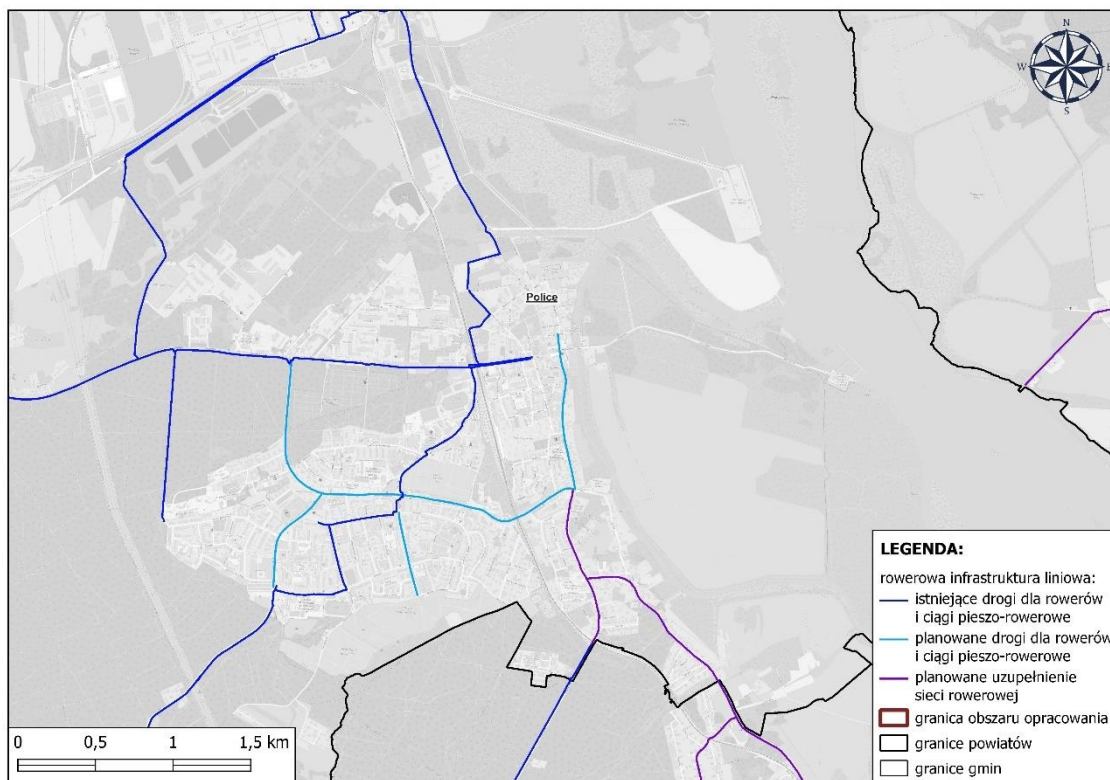 N
W
E
S
Police
LEGENDA:
rowerowa infrastruktura liniowa:
istniejące drogi dla rowerów
i ciągi pieszo-rowerowe
planowane drogi dla rowerów
i ciągi pieszo-rowerowe
planowane uzupełnienie
sieci rowerowej
granica obszaru opracowania
granice powiatów
granice gmin
0 0,5 1 1,5 km